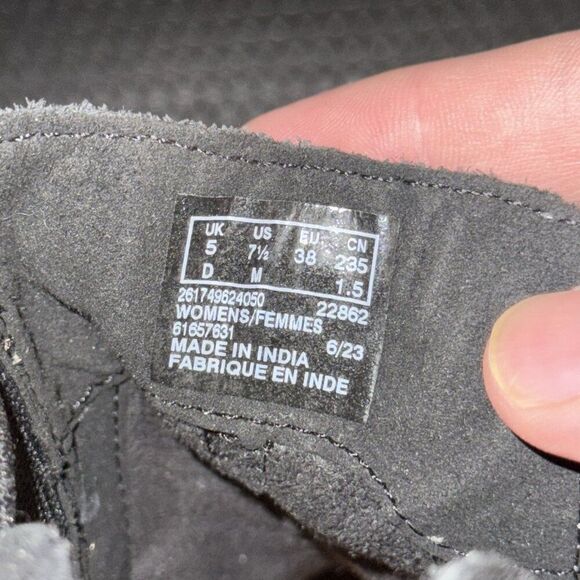 UK US EU CN
5 7½ 38 235
D M 1.5
261749624050 22862
WOMENS/FEMMES
61657631 6/23
MADE IN INDIA
FABRIQUE EN INDE